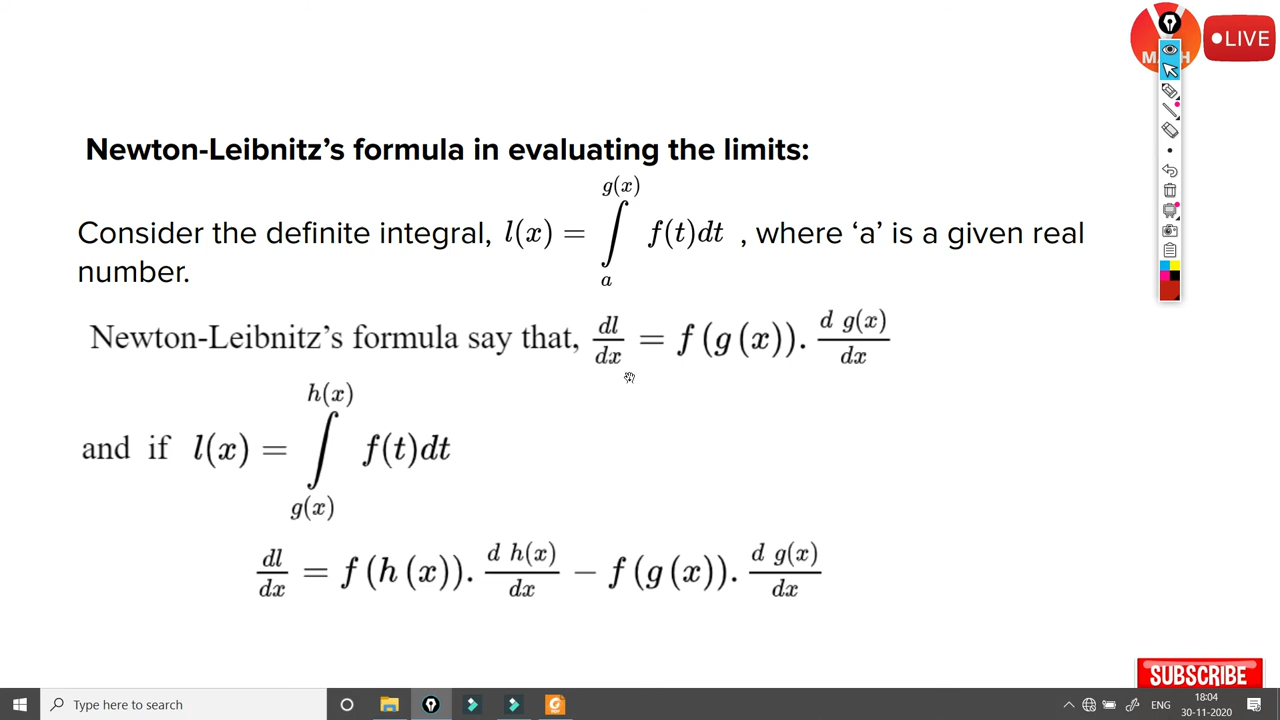 MATH
LIVE
Newton-Leibnitz’s formula in evaluating the limits:
Consider the definite integral, l(x) = ∫_a^{g(x)} f(t)dt , where ‘a’ is a given real
number.
Newton-Leibnitz’s formula say that, dl/dx = f(g(x)). d g(x)/dx
and if l(x) = ∫_{g(x)}^{h(x)} f(t)dt
dl/dx = f(h(x)). d h(x)/dx − f(g(x)). d g(x)/dx
SUBSCRIBE
Type here to search
ENG
18:04
30-11-2020